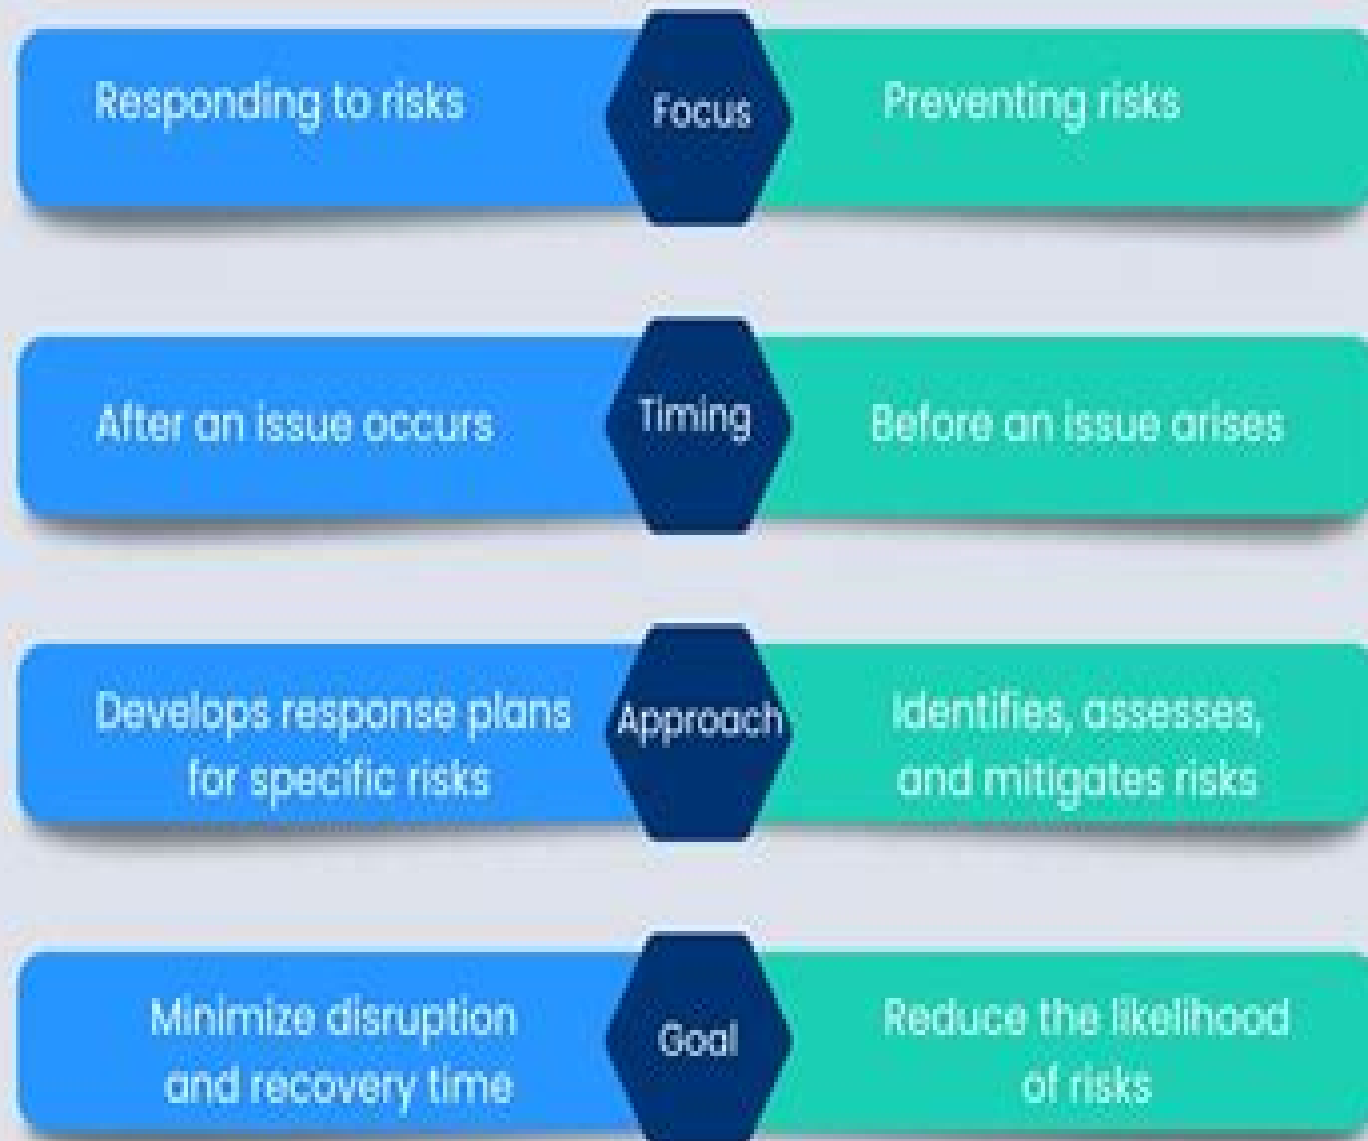 Responding to risks
Focus
Preventing risks
After an issue occurs
Timing
Before an issue arises
Develops response plans
for specific risks
Approach
Identifies, assesses,
and mitigates risks
Minimize disruption
and recovery time
Goal
Reduce the likelihood
of risks